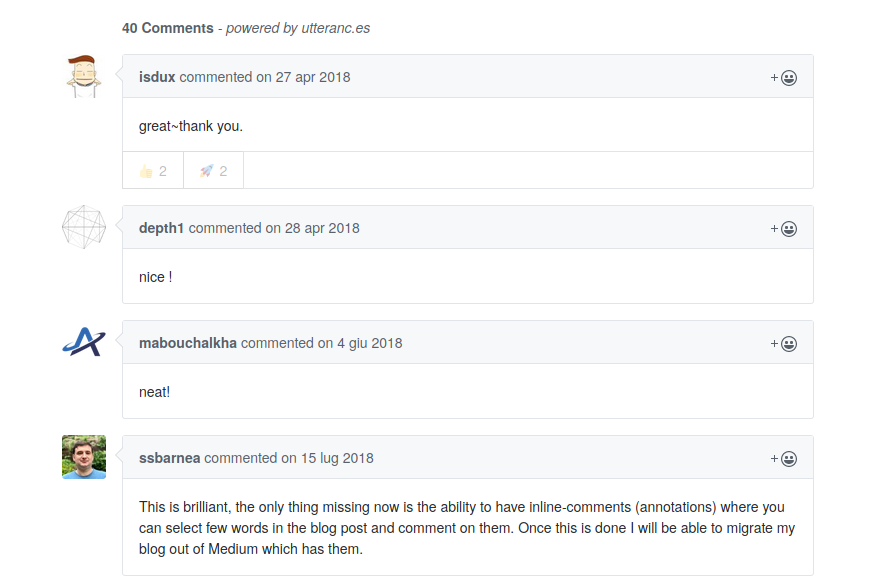 40 Comments - powered by utteranc.es
isdux commented on 27 apr 2018
great~thank you.
2 2
depth1 commented on 28 apr 2018
nice !
mabouchalkha commented on 4 giu 2018
neat!
ssbarnea commented on 15 lug 2018
This is brilliant, the only thing missing now is the ability to have inline-comments (annotations) where you
can select few words in the blog post and comment on them. Once this is done I will be able to migrate my
blog out of Medium which has them.